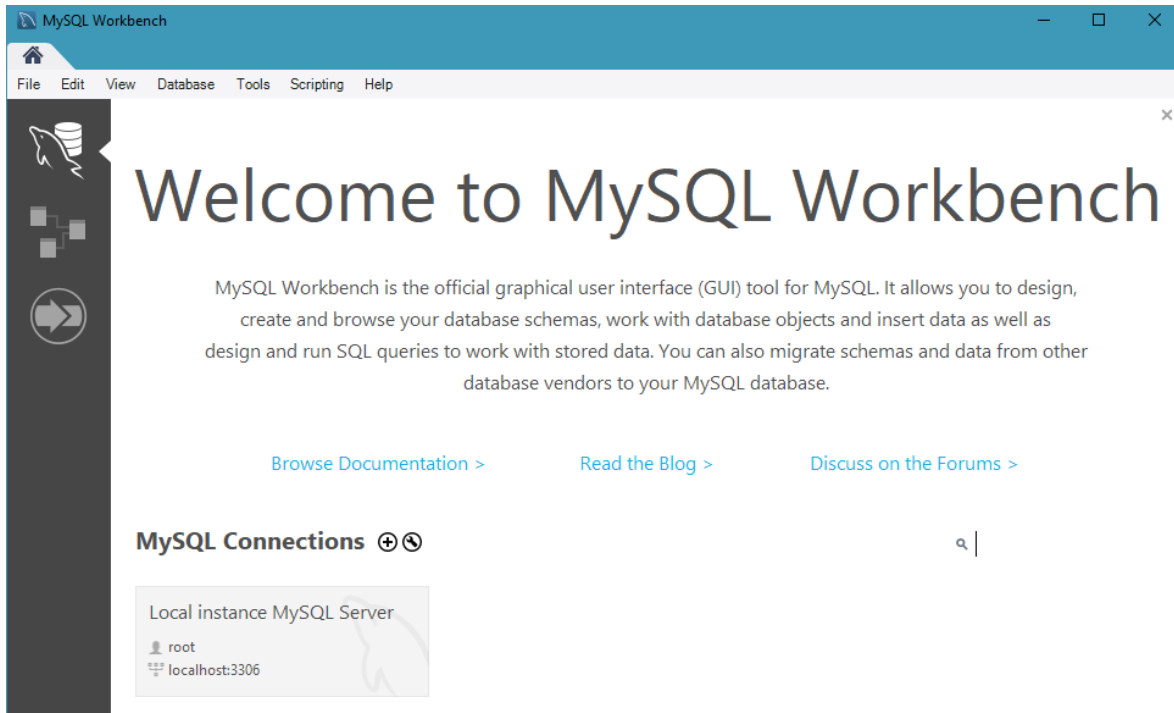 MySQL Workbench
File Edit View Database Tools Scripting Help
Welcome to MySQL Workbench
MySQL Workbench is the official graphical user interface (GUI) tool for MySQL. It allows you to design,
create and browse your database schemas, work with database objects and insert data as well as
design and run SQL queries to work with stored data. You can also migrate schemas and data from other
database vendors to your MySQL database.
Browse Documentation > Read the Blog > Discuss on the Forums >
MySQL Connections
Local instance MySQL Server
root
localhost:3306